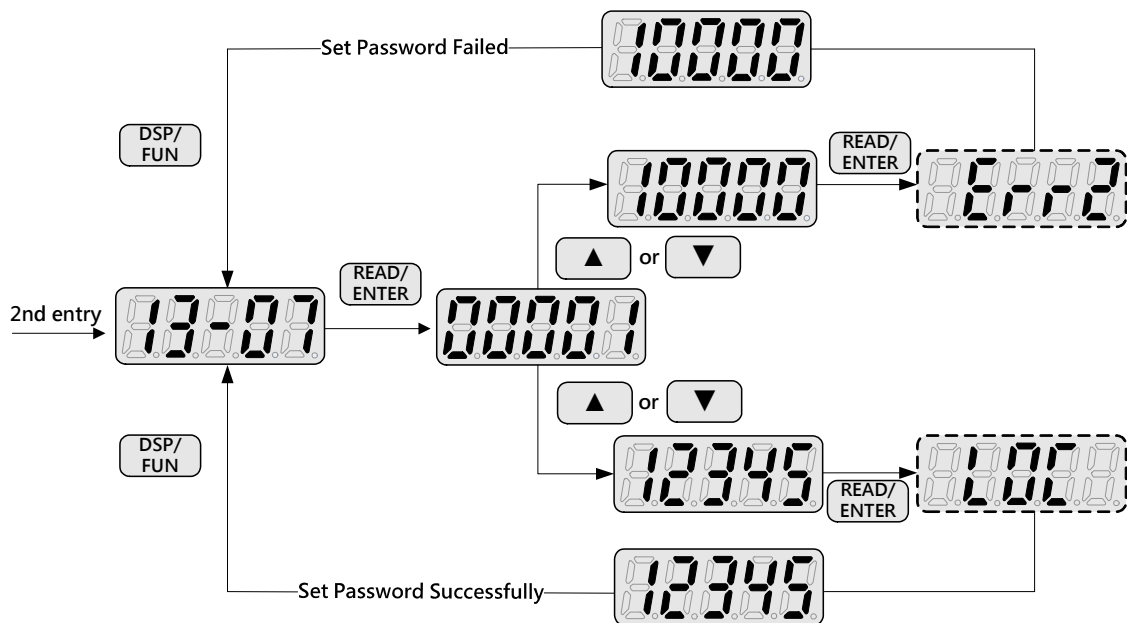 Set Password Failed
10000
DSP/
FUN
10000
READ/
ENTER
Err2
▲ or ▼
READ/
ENTER
2nd entry
13-07
00001
▲ or ▼
DSP/
FUN
12345
READ/
ENTER
LOC
Set Password Successfully
12345